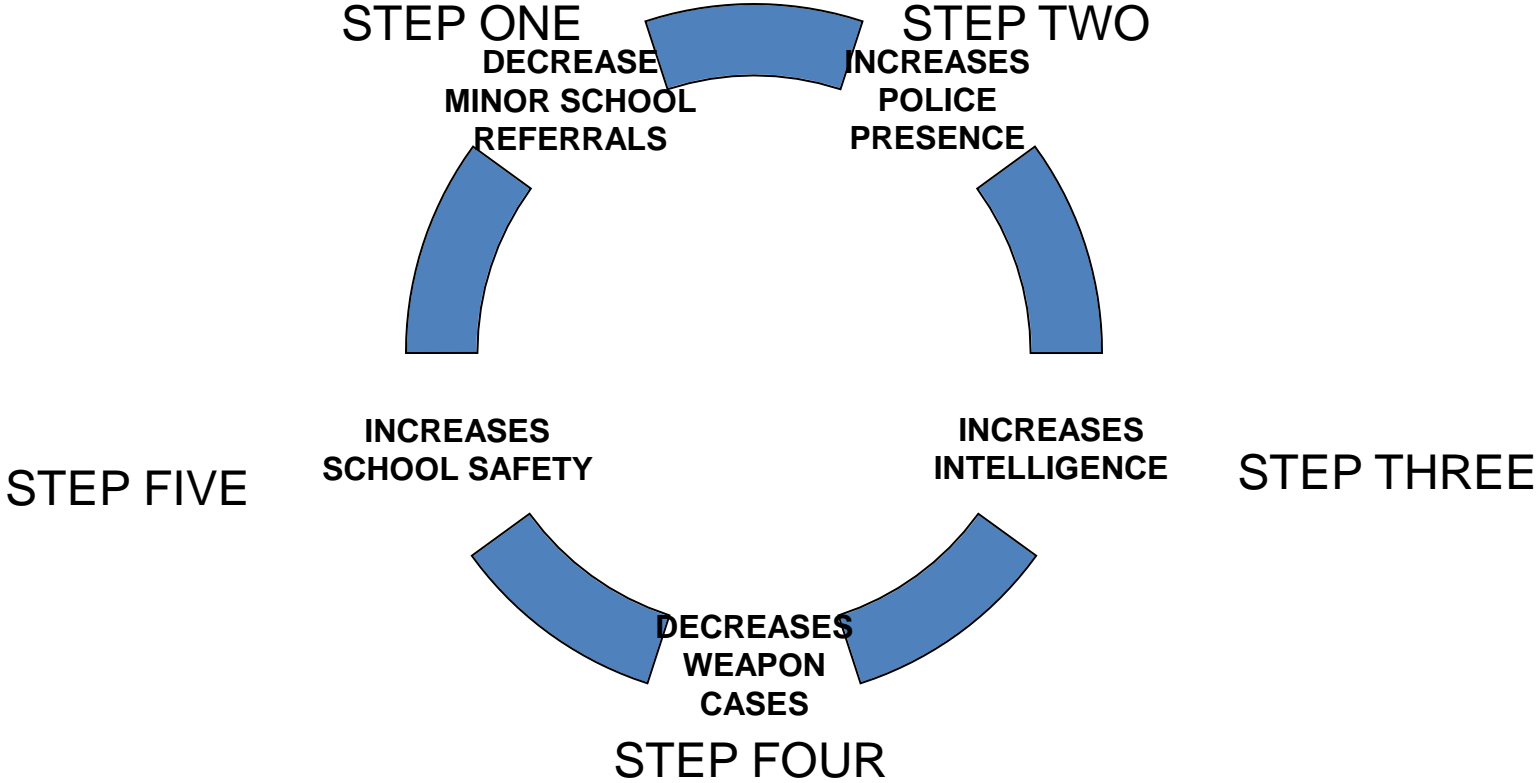 STEP ONE
DECREASE
MINOR SCHOOL
REFERRALS
STEP TWO
INCREASES
POLICE
PRESENCE
INCREASES
INTELLIGENCE
STEP THREE
DECREASES
WEAPON
CASES
STEP FOUR
INCREASES
SCHOOL SAFETY
STEP FIVE